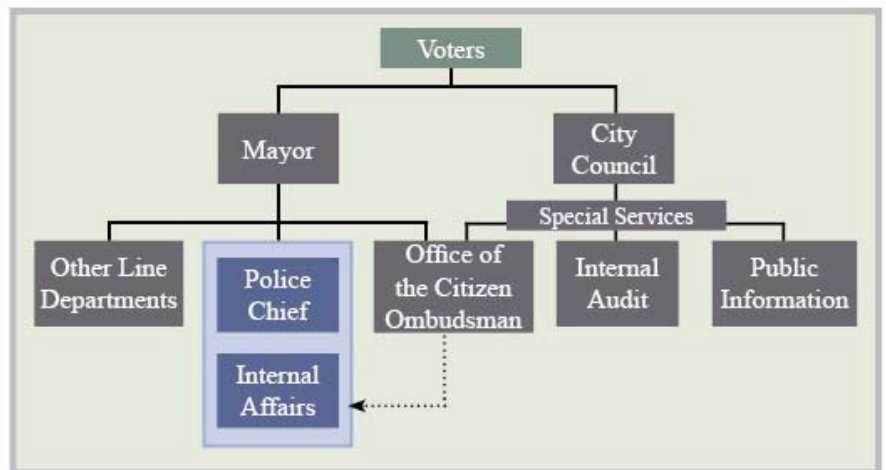 Voters
Mayor
City
Council
Special Services
Other Line
Departments
Police
Chief
Office of
the Citizen
Ombudsman
Internal
Audit
Public
Information
Internal
Affairs